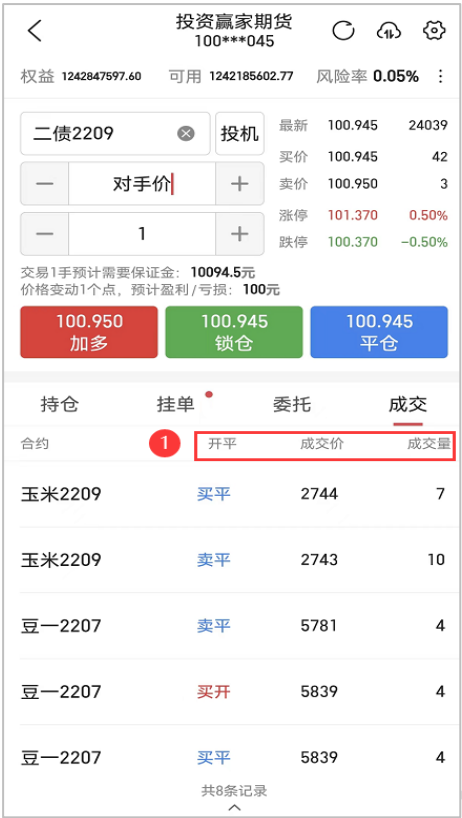 投资赢家期货
100***045
权益 1242847597.60 可用 1242185602.77 风险率 0.05%
二债2209 投机
最新 100.945 24039
买价 100.945 42
对手价
卖价 100.950 3
涨停 101.370 0.50%
1
跌停 100.370 -0.50%
交易1手预计需要保证金：10094.5元
价格变动1个点，预计盈利/亏损：100元
100.950 100.945 100.945
加多 锁仓 平仓
持仓 挂单 委托 成交
合约 1 开平 成交价 成交量
玉米2209 买平 2744 7
玉米2209 卖平 2743 10
豆一2207 卖平 5781 4
豆一2207 买开 5839 4
豆一2207 买平 5839 4
共8条记录